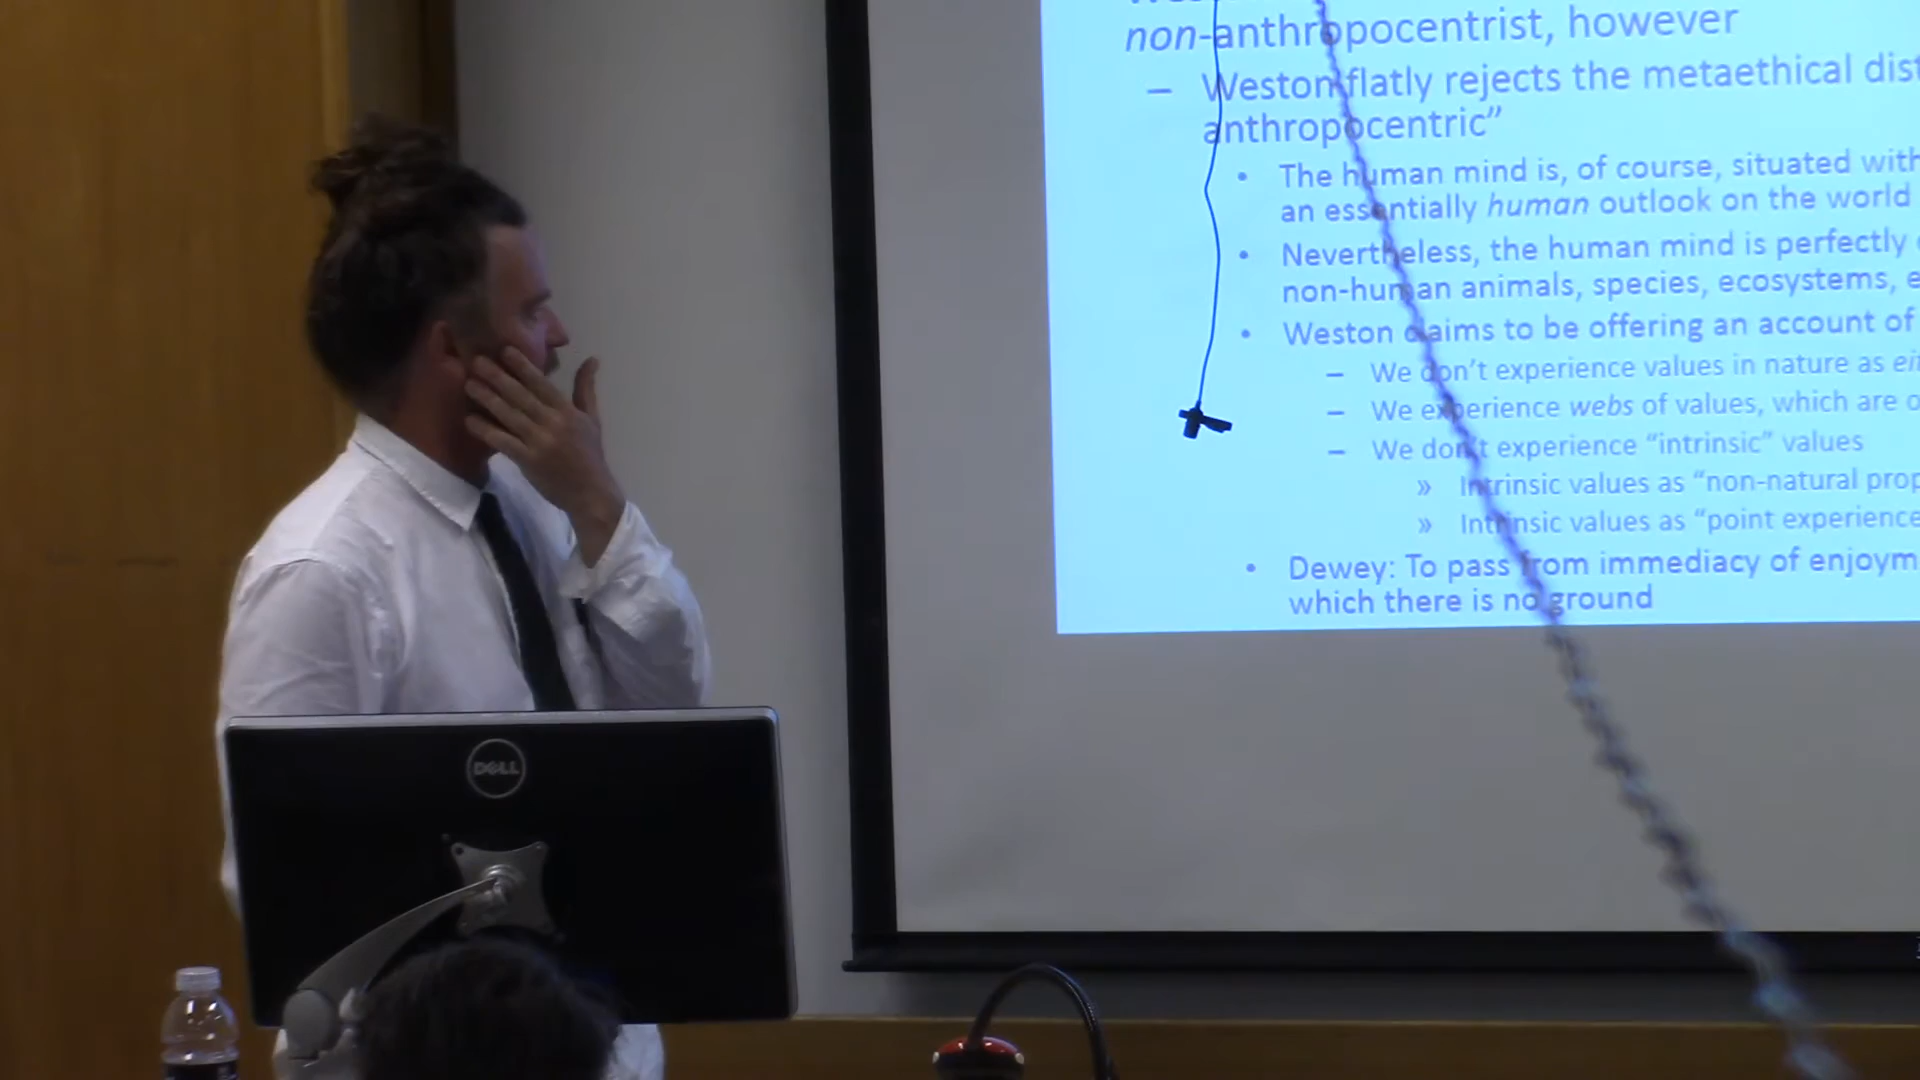 non-anthropocentrist, however
– Weston flatly rejects the metaethical
anthropocentric”
• The human mind is, of course, situated
an essentially human outlook on the world
• Nevertheless, the human mind is perfectly
non-human animals, species, ecosystems,
• Weston claims to be offering an account of
– We don’t experience values in nature as
– We experience webs of values, which are
– We don’t experience “intrinsic” values
» Intrinsic values as “non-natural
» Intrinsic values as “point experience
• Dewey: To pass from immediacy of
which there is no ground
DELL